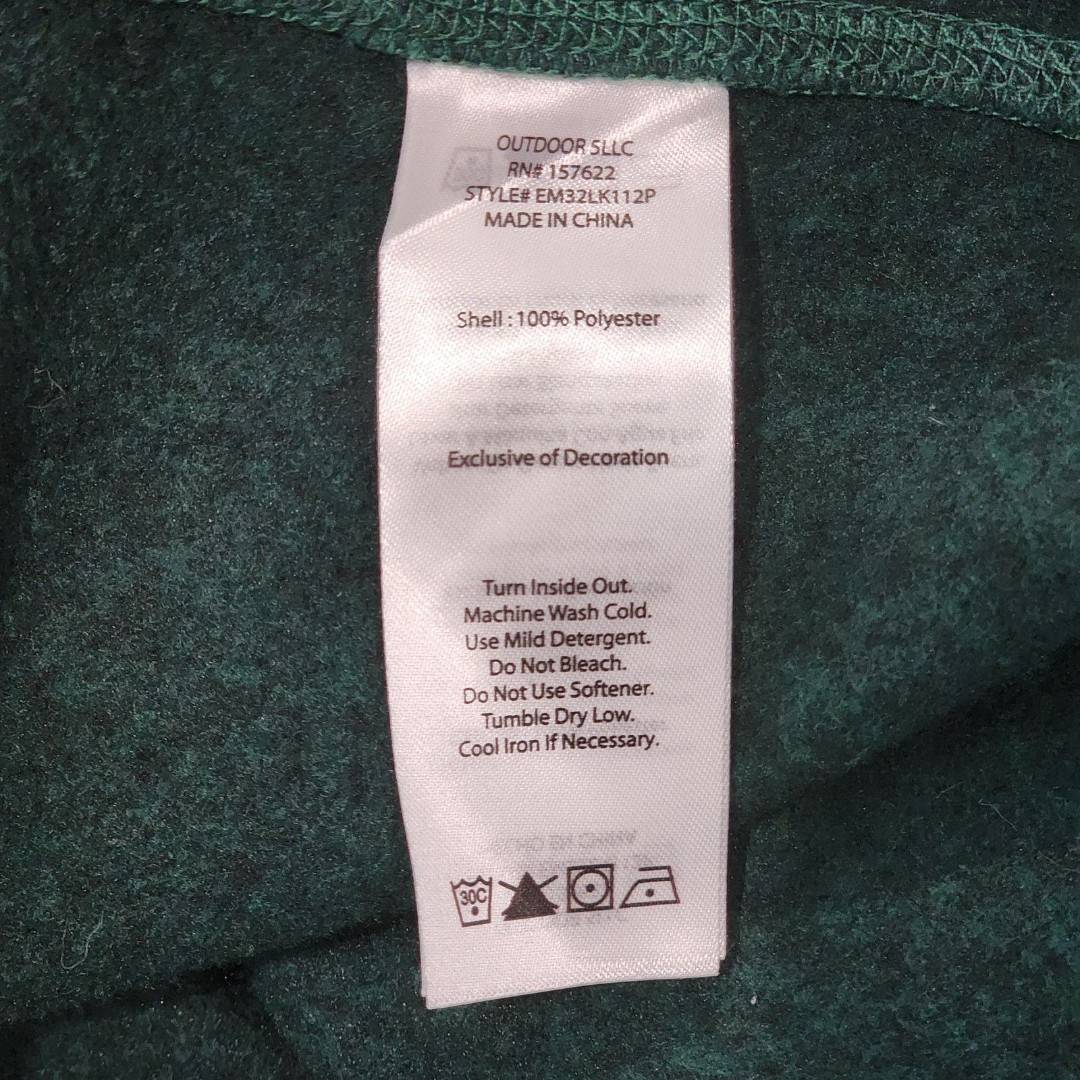 OUTDOOR SLLC
RN# 157622
STYLE# EM32LK112P
MADE IN CHINA
Shell : 100% Polyester
Exclusive of Decoration
Turn Inside Out.
Machine Wash Cold.
Use Mild Detergent.
Do Not Bleach.
Do Not Use Softener.
Tumble Dry Low.
Cool Iron If Necessary.
30C